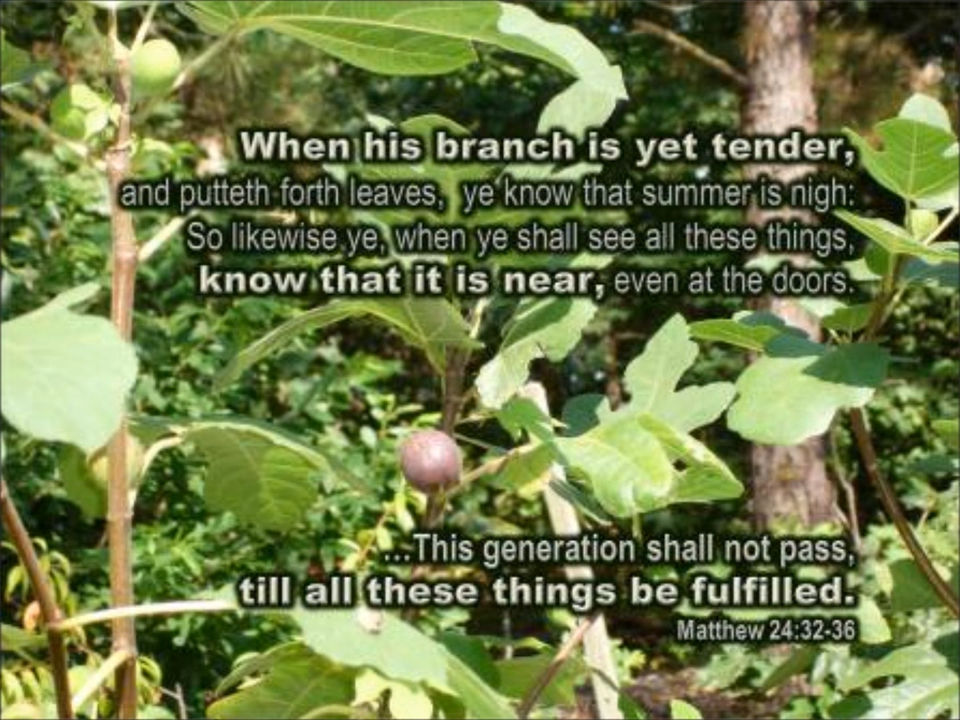 When his branch is yet tender,
and putteth forth leaves, ye know that summer is nigh:
So likewise ye, when ye shall see all these things,
know that it is near, even at the doors.
...This generation shall not pass,
till all these things be fulfilled.
Matthew 24:32-36